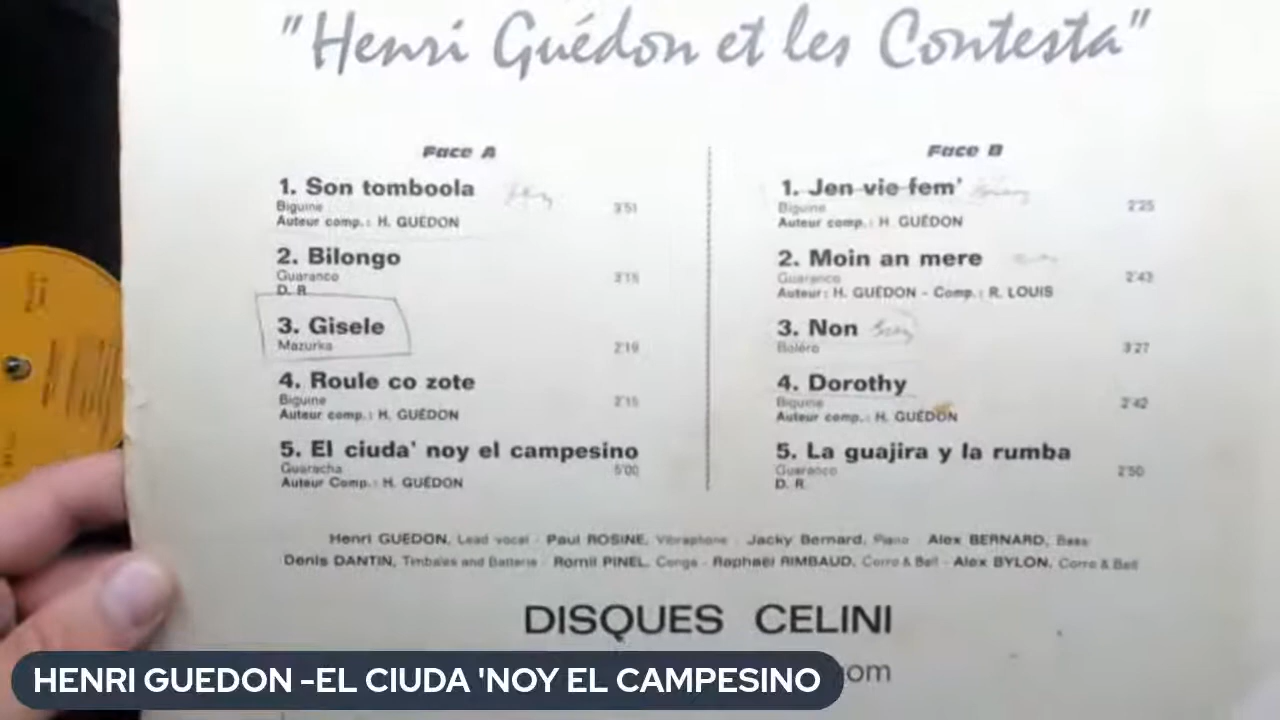 "Henri Guédon et les Contesta"
Face A
1. Son tomboola
Biguine
3'51
Auteur comp.: H. GUÉDON
2. Bilongo
Guaranco
3'15
D. R.
3. Gisele
Mazurka
2'19
4. Roule co zote
Biguine
2'15
Auteur comp.: H. GUÉDON
5. El ciuda' noy el campesino
Guaracha
5'00
Auteur Comp.: H. GUÉDON
Face B
1. Jen vie fem'
Biguine
2'25
Auteur comp.: H. GUÉDON
2. Moin an mere
Guaranco
2'43
Auteur: H. GUÉDON - Comp.: R. LOUIS
3. Non
Boléro
3'27
4. Dorothy
Biguine
2'42
Auteur comp.: H. GUÉDON
5. La guajira y la rumba
Guaranco
2'50
D. R.
Henri GUÉDON, Lead vocal - Paul ROSINE, Vibraphone - Jacky Bernard, Piano - Alex BERNARD, Bass
Denis DANTIN, Timbales and Batterie - Romil PINEL, Conga - Raphaël RIMBAUD, Corro & Bell - Alex BYLON, Corro & Bell
DISQUES CELINI
HENRI GUEDON -EL CIUDA 'NOY EL CAMPESINO